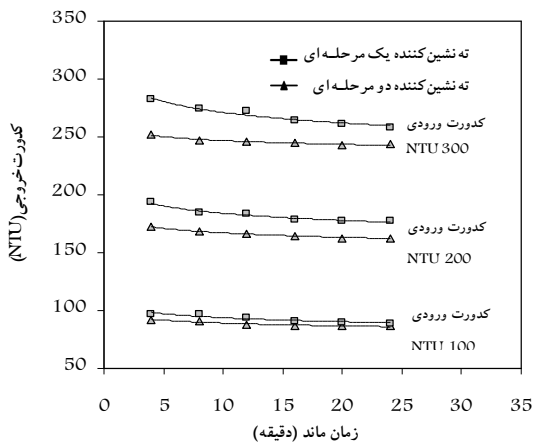 350
300
250
200
150
100
50
0
5
10
15
20
25
30
35
کدورت خروجی (NTU)
زمان ماند (دقیقه)
ته نشین کننده یک مرحله ای
ته نشین کننده دو مرحله ای
کدورت ورودی
NTU 300
کدورت ورودی
NTU 200
کدورت ورودی
NTU 100